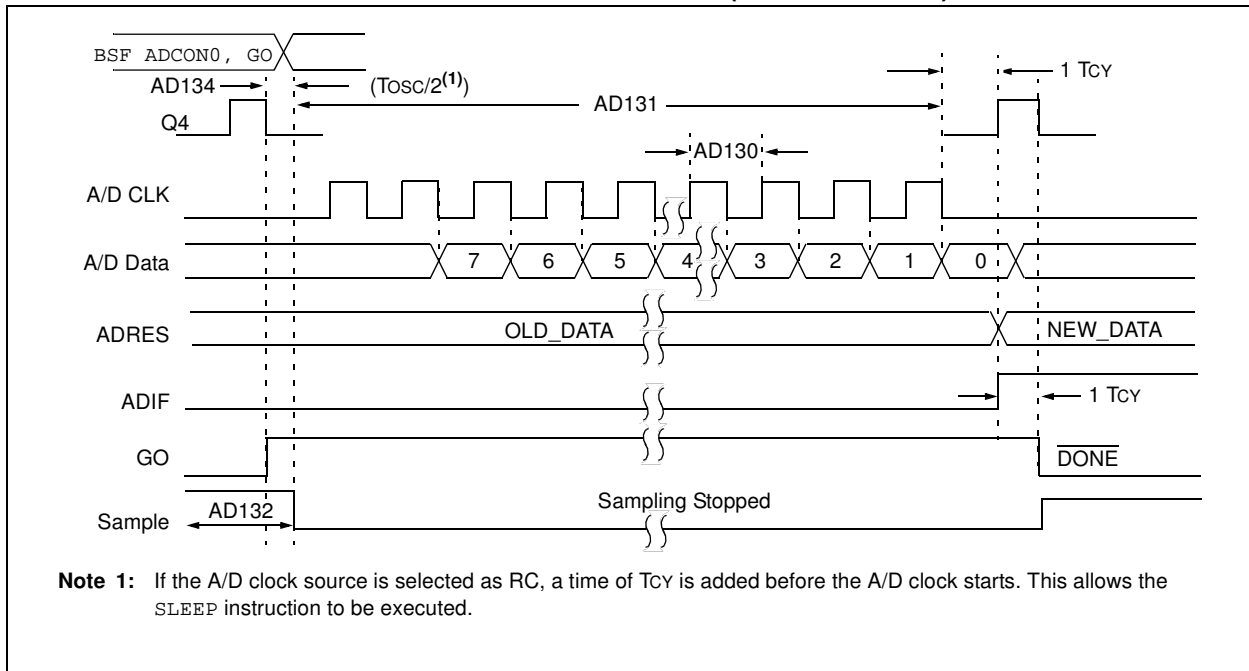 BSF ADCON0, GO
AD134
(TOSC/2(1))
1 TCY
AD131
Q4
AD130
A/D CLK
A/D Data
7 6 5 4 3 2 1 0
ADRES
OLD_DATA
NEW_DATA
ADIF
1 TCY
GO
DONE
AD132
Sampling Stopped
Sample
Note 1: If the A/D clock source is selected as RC, a time of TCY is added before the A/D clock starts. This allows the
SLEEP instruction to be executed.